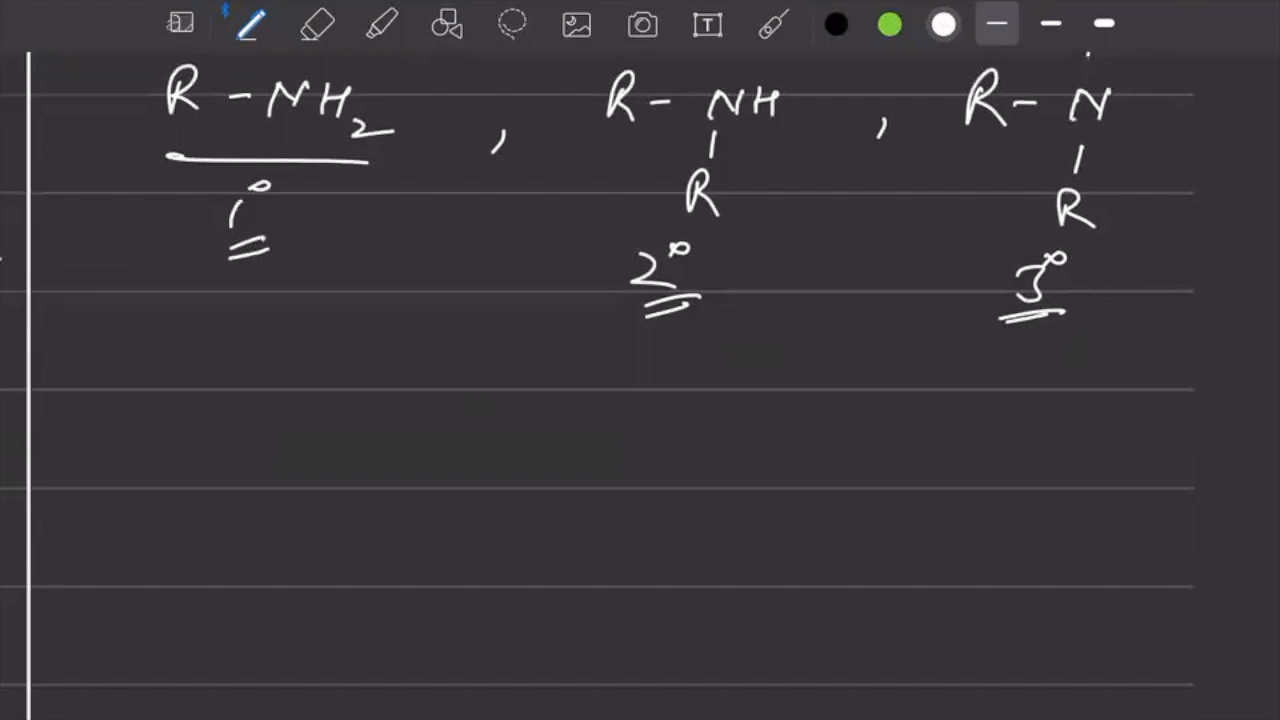 R - NH₂ , R - NH , R - N
R R
1° 2° 3°